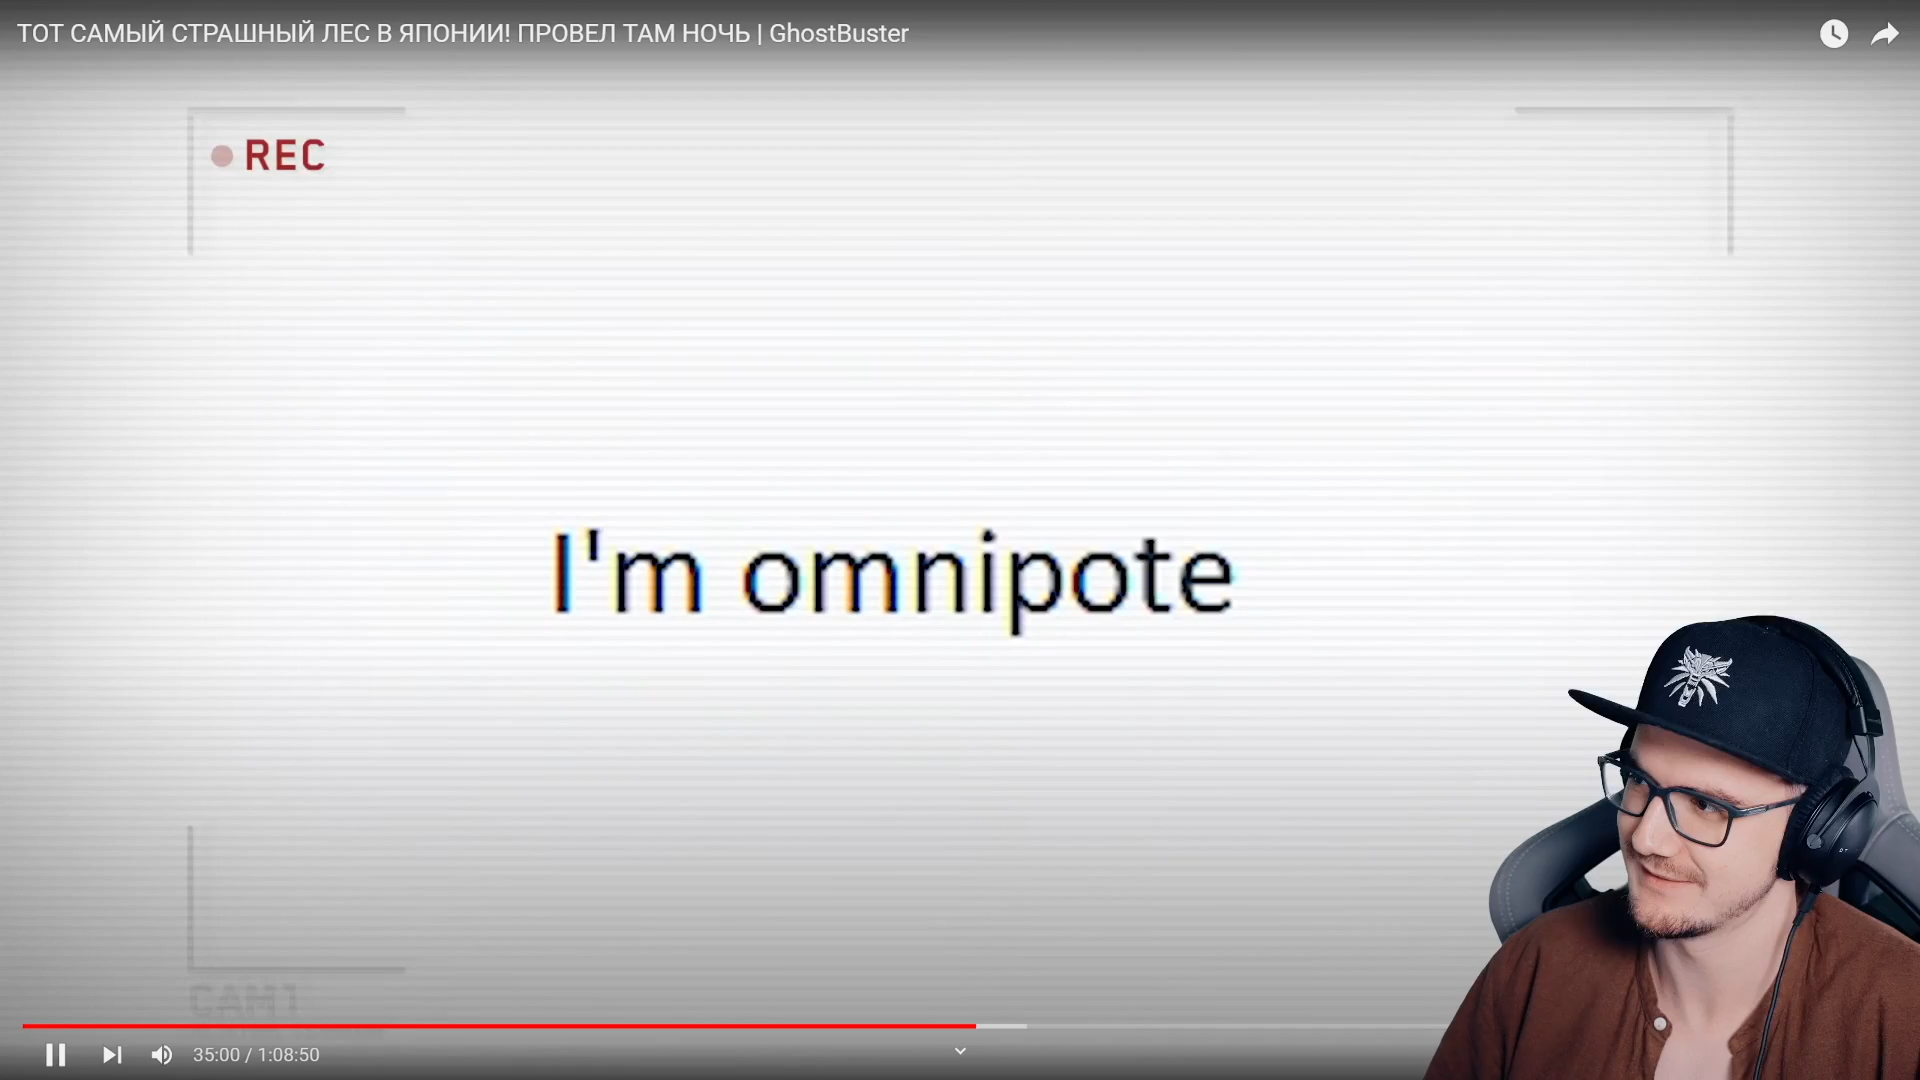 ТОТ САМЫЙ СТРАШНЫЙ ЛЕС В ЯПОНИИ! ПРОВЕЛ ТАМ НОЧЬ | GhostBuster
REC
I'm omnipote
CAM1
35:00 / 1:08:50